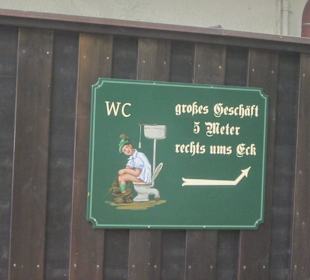 WC
großes Geschäft
5 Meter
rechts ums Eck